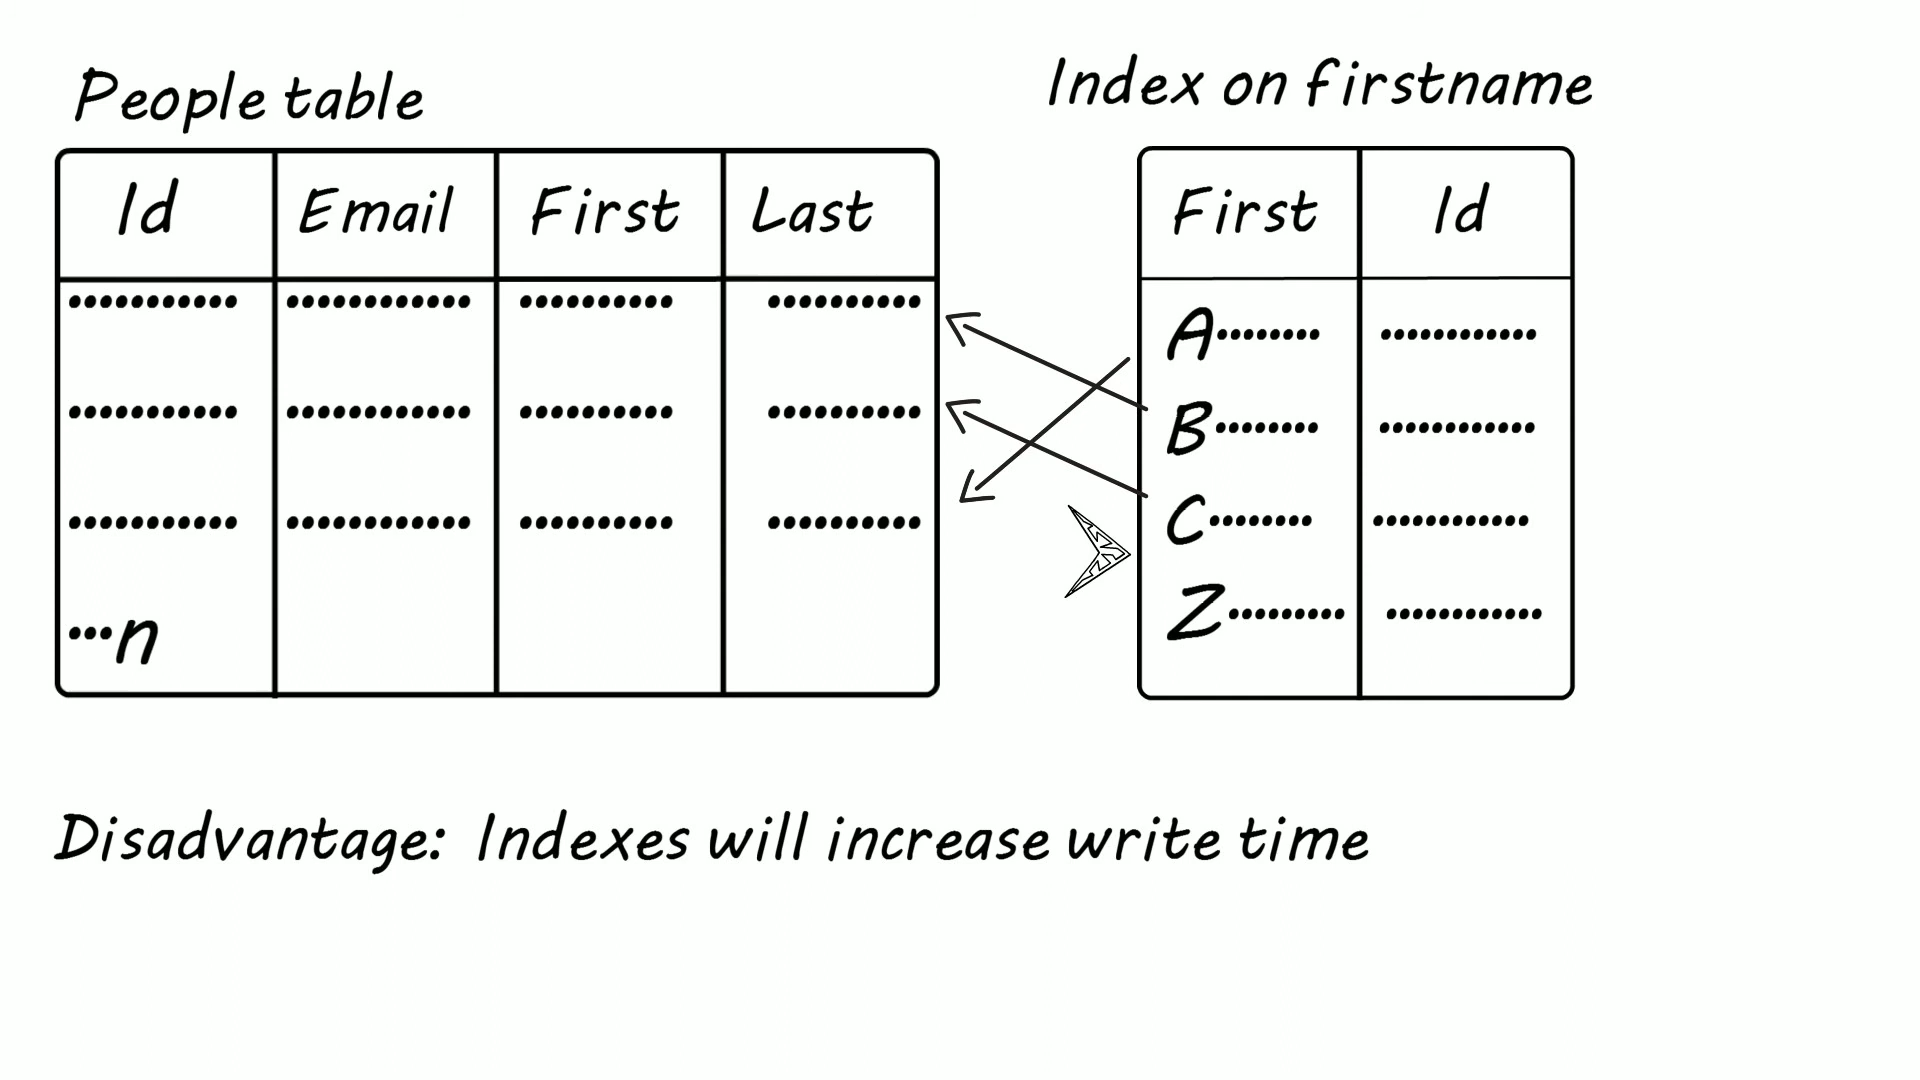 People table
Index on firstname
Id Email First Last
First Id
............ ............ .......... ..........
............ ............ .......... ..........
............ ............ .......... ..........
...n
A........ ............
B........ ............
C........ ............
Z......... ............
Disadvantage: Indexes will increase write time